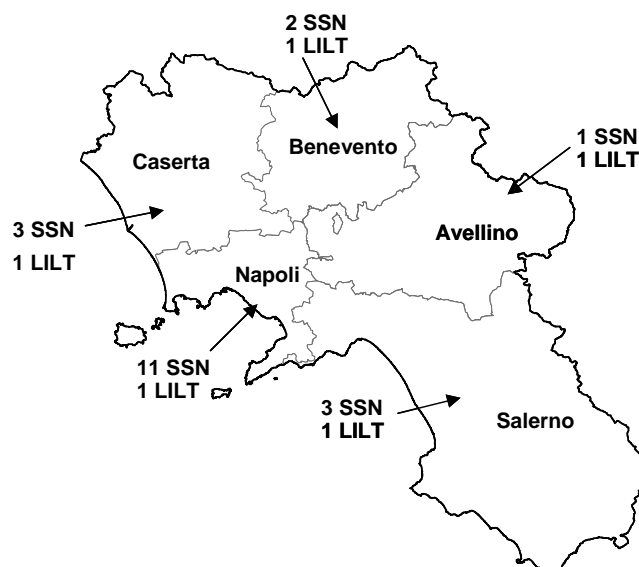 2 SSN
1 LILT
Benevento
Caserta
1 SSN
1 LILT
3 SSN
1 LILT
Avellino
Napoli
11 SSN
1 LILT
3 SSN
1 LILT
Salerno